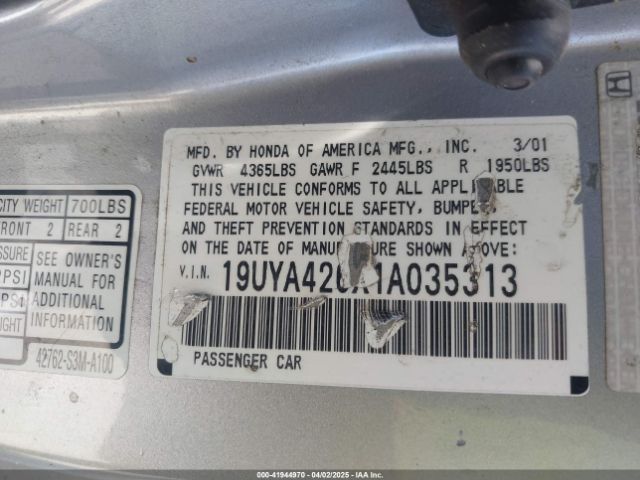 MFD. BY HONDA OF AMERICA MFG., INC. 3/01
GVWR 4365LBS GAWR F 2445LBS R 1950LBS
THIS VEHICLE CONFORMS TO ALL APPLICABLE
FEDERAL MOTOR VEHICLE SAFETY, BUMPER,
AND THEFT PREVENTION STANDARDS IN EFFECT
ON THE DATE OF MANUFACTURE SHOWN ABOVE:
V.I.N. 19UYA426X1A035313
PASSENGER CAR
WEIGHT 700LBS
FRONT 2 REAR 2
SEE OWNER'S
MANUAL FOR
ADDITIONAL
INFORMATION
42762-S3M-A100
© IAA - STOCK #: 41944970 - 04/02/2025 - IAAI.COM